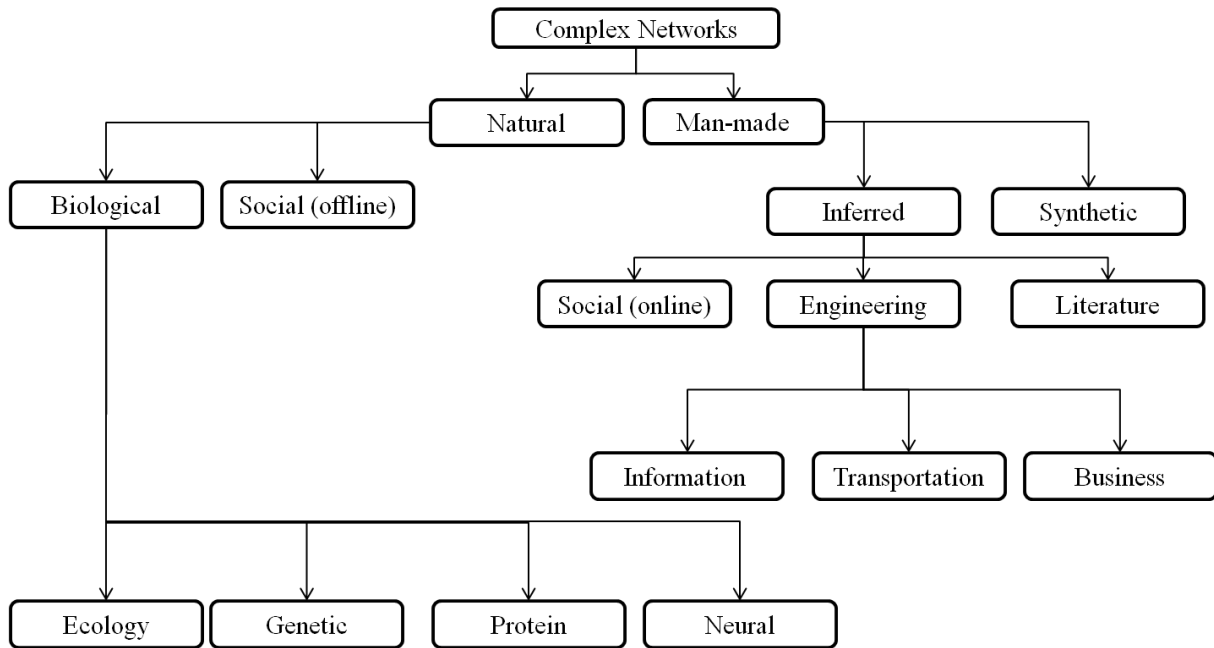 Complex Networks
Natural
Man-made
Biological
Social (offline)
Inferred
Synthetic
Social (online)
Engineering
Literature
Information
Transportation
Business
Ecology
Genetic
Protein
Neural